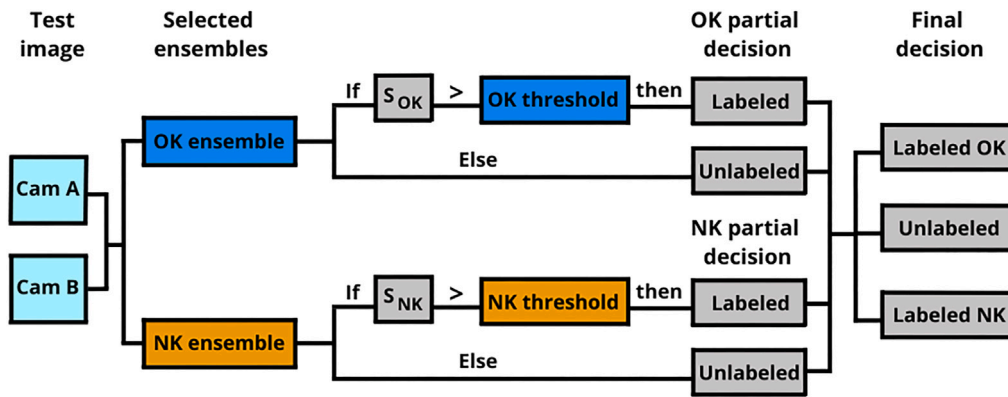 Test
image
Selected
ensembles
OK partial
decision
Final
decision
If
S OK
>
OK threshold
then
Labeled
OK ensemble
Else
Unlabeled
Cam A
Cam B
Labeled OK
Unlabeled
Labeled NK
NK partial
decision
If
S NK
>
NK threshold
then
Labeled
NK ensemble
Else
Unlabeled